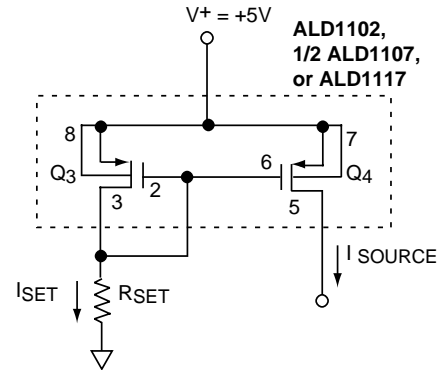 V+ = +5V
ALD1102,
1/2 ALD1107,
or ALD1117
8
7
Q3
2
6
Q4
3
5
ISET
RSET
I SOURCE